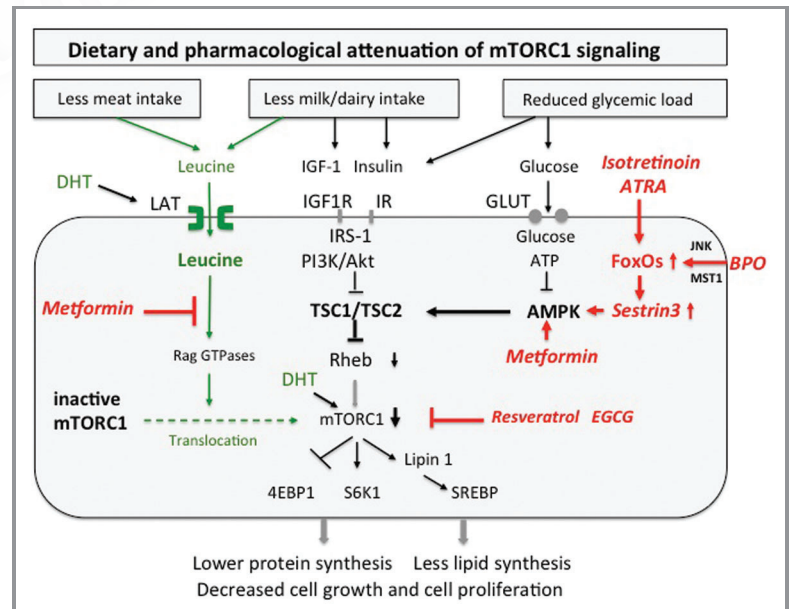 Dietary and pharmacological attenuation of mTORC1 signaling
Less meat intake
Less milk/dairy intake
Reduced glycemic load
Leucine
IGF-1 Insulin
Glucose
Isotretinoin
ATRA
DHT
LAT
IGF1R IR
GLUT
IRS-1
Glucose
JNK
Leucine
PI3K/Akt
ATP
FoxOs
BPO
MST1
Metformin
TSC1/TSC2
AMPK
Sestrin3
Rag GTPases
Rheb
Metformin
DHT
inactive
mTORC1
mTORC1
Resveratrol EGCG
Translocation
Lipin 1
4EBP1
S6K1
SREBP
Lower protein synthesis Less lipid synthesis
Decreased cell growth and cell proliferation